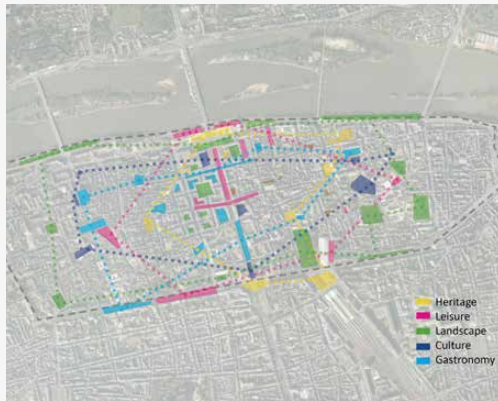 Heritage
Leisure
Landscape
Culture
Gastronomy